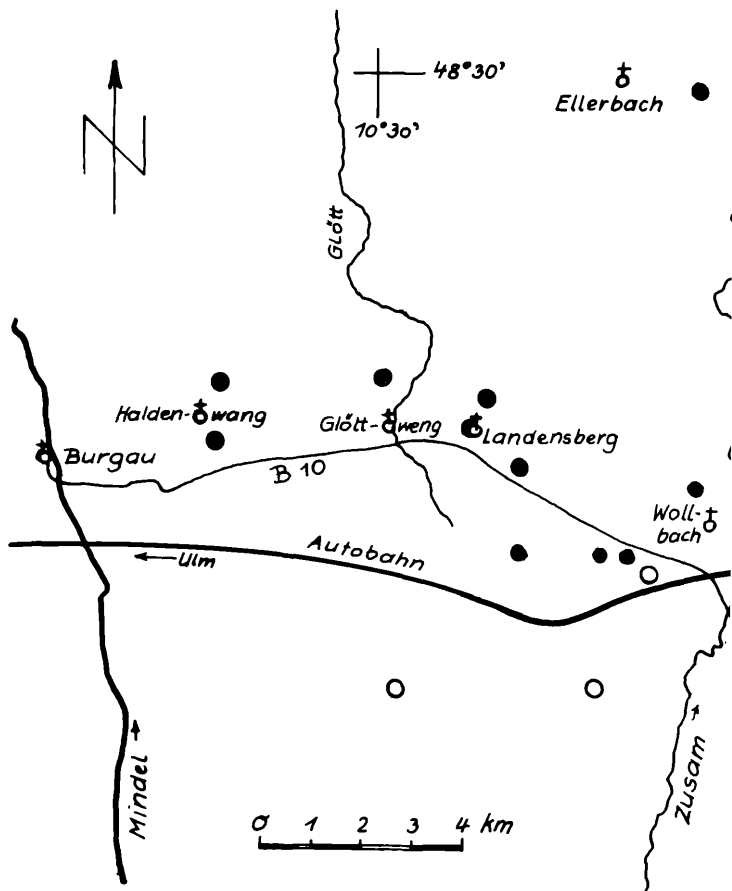 N
48°30'
10°30'
Ellerbach
Glött
Halden-wang
Glött-weng
Landensberg
Burgau
B 10
Woll-
bach
Autobahn
Ulm
Mindel
Zusam
0 1 2 3 4 km